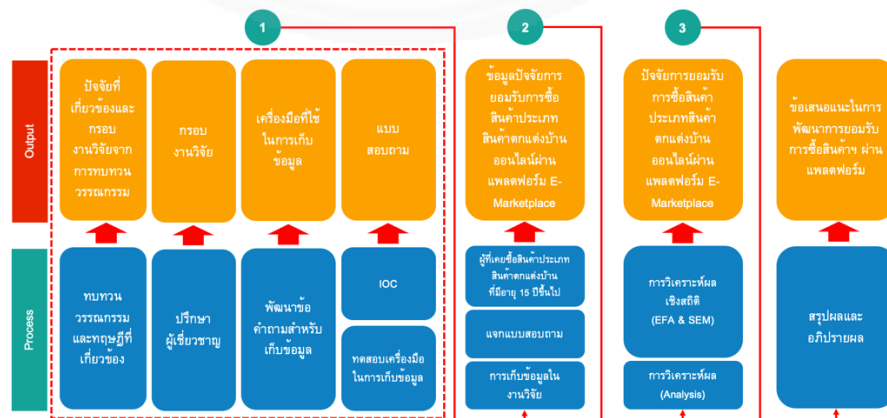 1
2
3
Output
ปัจจัยที่
เกี่ยวข้องและ
กรอบ
งานวิจัยจาก
การทบทวน
วรรณกรรม
กรอบ
งานวิจัย
เครื่องมือที่ใช้
ในการเก็บ
ข้อมูล
แบบ
สอบถาม
ข้อมูลปัจจัยการ
ยอมรับการซื้อ
สินค้าประเภท
สินค้าตกแต่งบ้าน
ออนไลน์ผ่าน
แพลตฟอร์ม E-
Marketplace
ปัจจัยการยอมรับ
การซื้อสินค้า
ประเภทสินค้า
ตกแต่งบ้าน
ออนไลน์ผ่าน
แพลตฟอร์ม E-
Marketplace
ข้อเสนอแนะในการ
พัฒนาการยอมรับ
การซื้อสินค้าฯ ผ่าน
แพลตฟอร์ม
Process
ทบทวน
วรรณกรรม
และทฤษฎีที่
เกี่ยวข้อง
ปรึกษา
ผู้เชี่ยวชาญ
พัฒนาข้อ
คำถามสำหรับ
เก็บข้อมูล
IOC
ทดสอบเครื่องมือ
ในการเก็บข้อมูล
ผู้ที่เคยซื้อสินค้าประเภท
สินค้าตกแต่งบ้าน
ที่มีอายุ 15 ปีขึ้นไป
แจกแบบสอบถาม
การเก็บข้อมูลใน
งานวิจัย
การวิเคราะห์ผล
เชิงสถิติ
(EFA & SEM)
การวิเคราะห์ผล
(Analysis)
สรุปผลและ
อภิปรายผล